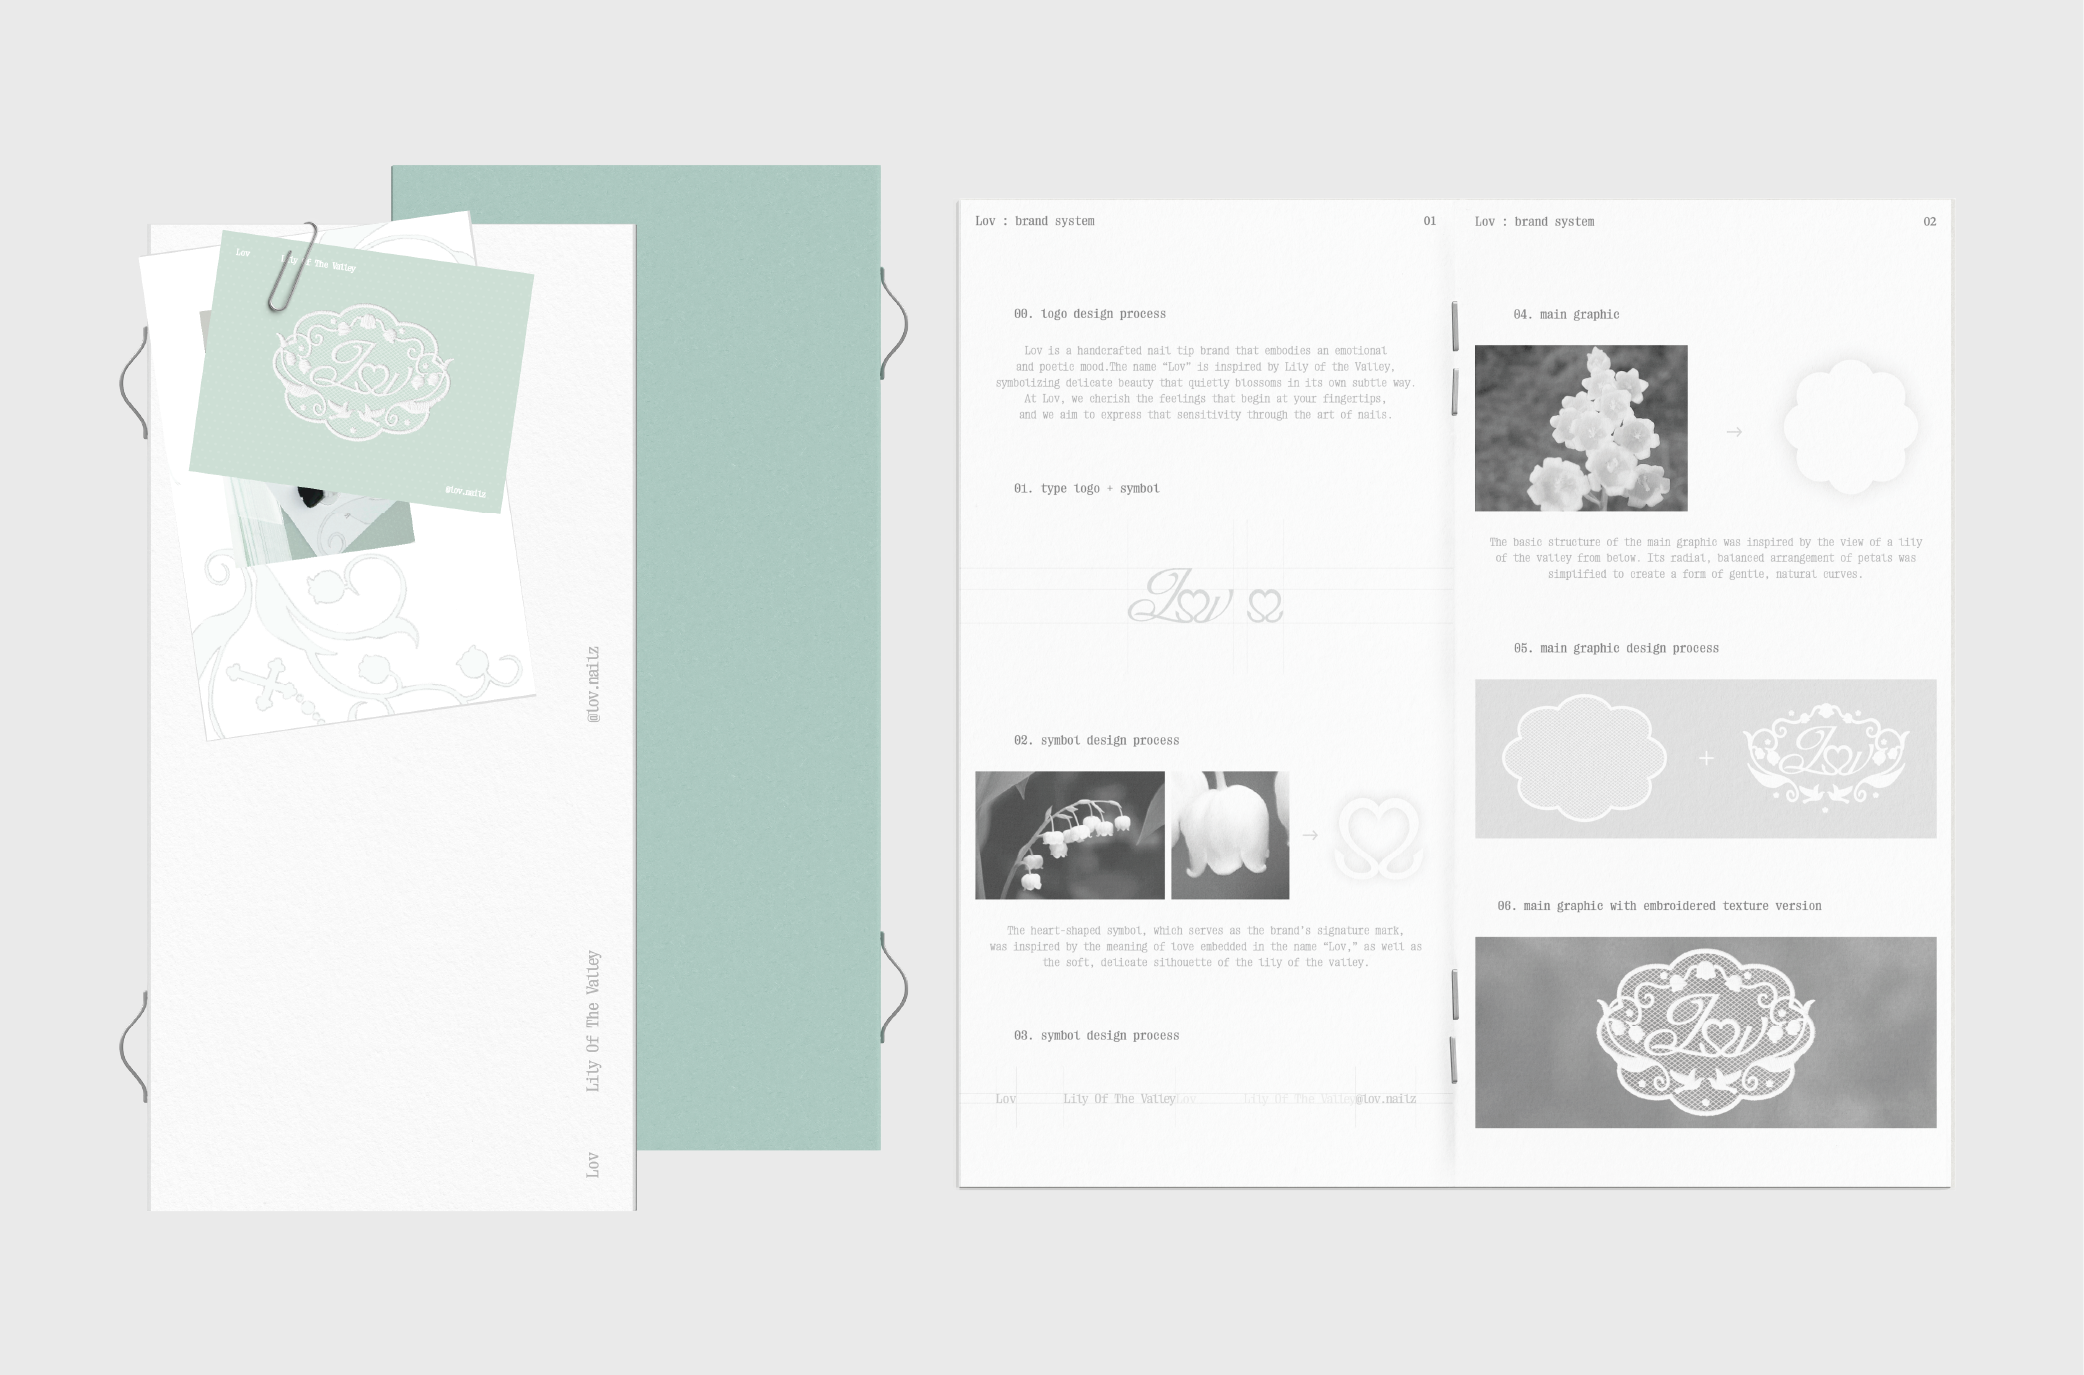 Lov Lily Of The Valley
Lov
@lov.nailz
@lov.nailz
Lily Of The Valley
Lov
Lov : brand system 01
00. logo design process
Lov is a handcrafted nail tip brand that embodies an emotional
and poetic mood.The name “Lov” is inspired by Lily of the Valley,
symbolizing delicate beauty that quietly blossoms in its own subtle way.
At Lov, we cherish the feelings that begin at your fingertips,
and we aim to express that sensitivity through the art of nails.
01. type logo + symbol
Lov
02. symbol design process
→
The heart-shaped symbol, which serves as the brand’s signature mark,
was inspired by the meaning of love embedded in the name “Lov,” as well as
the soft, delicate silhouette of the lily of the valley.
03. symbol design process
Lov Lily Of The Valley Lov Lily Of The Valley @lov.nailz
Lov : brand system 02
04. main graphic
→
The basic structure of the main graphic was inspired by the view of a lily
of the valley from below. Its radial, balanced arrangement of petals was
simplified to create a form of gentle, natural curves.
05. main graphic design process
+ Lov
06. main graphic with embroidered texture version
Lov